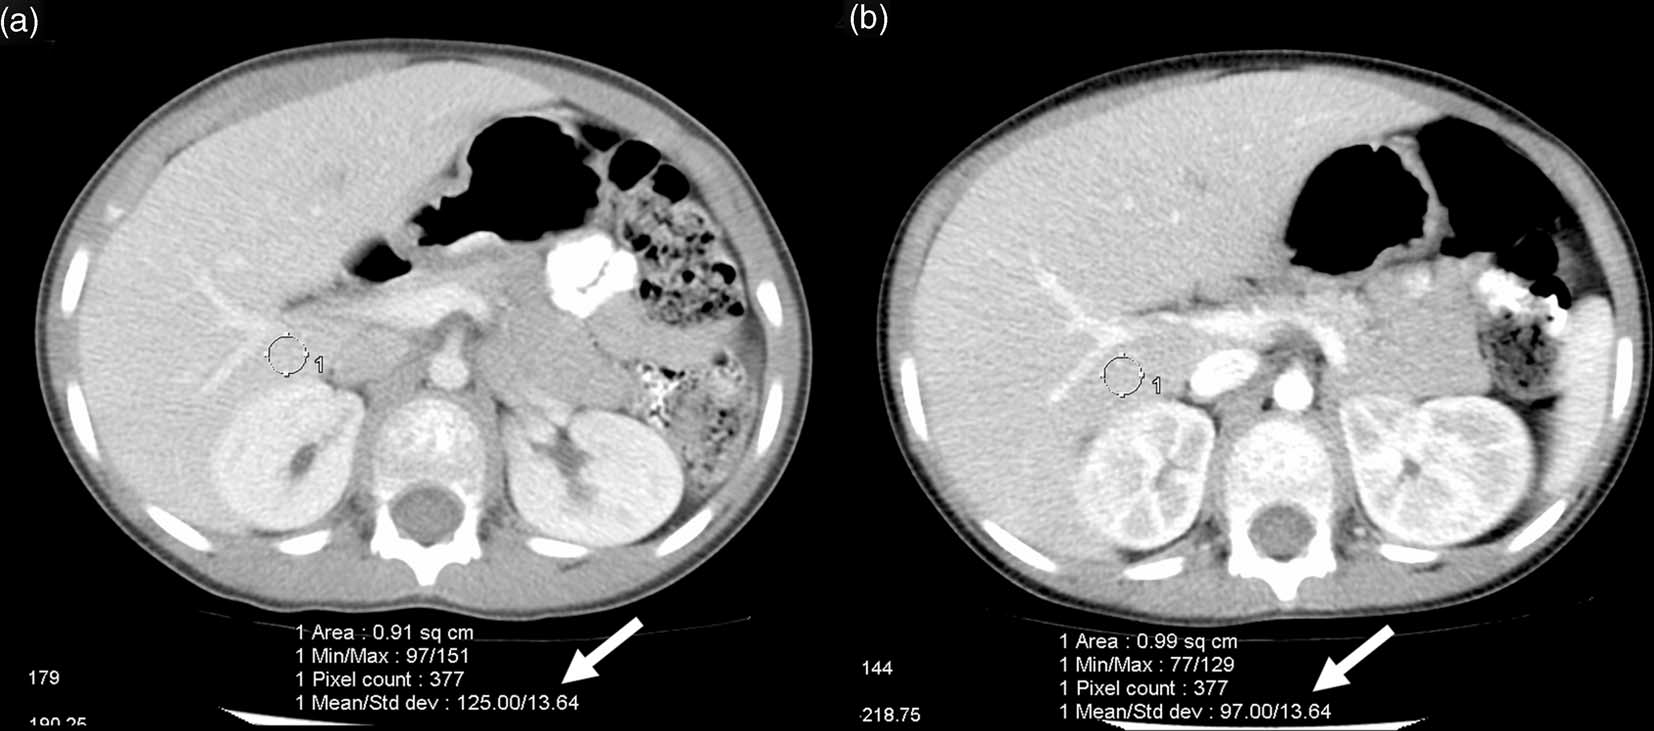 (a)
1
1 Area : 0.91 sq cm
1 Min/Max : 97/151
1 Pixel count : 377
1 Mean/Std dev : 125.00/13.64
179
190.25
(b)
1
1 Area : 0.99 sq cm
1 Min/Max : 77/129
1 Pixel count : 377
1 Mean/Std dev : 97.00/13.64
144
-218.75